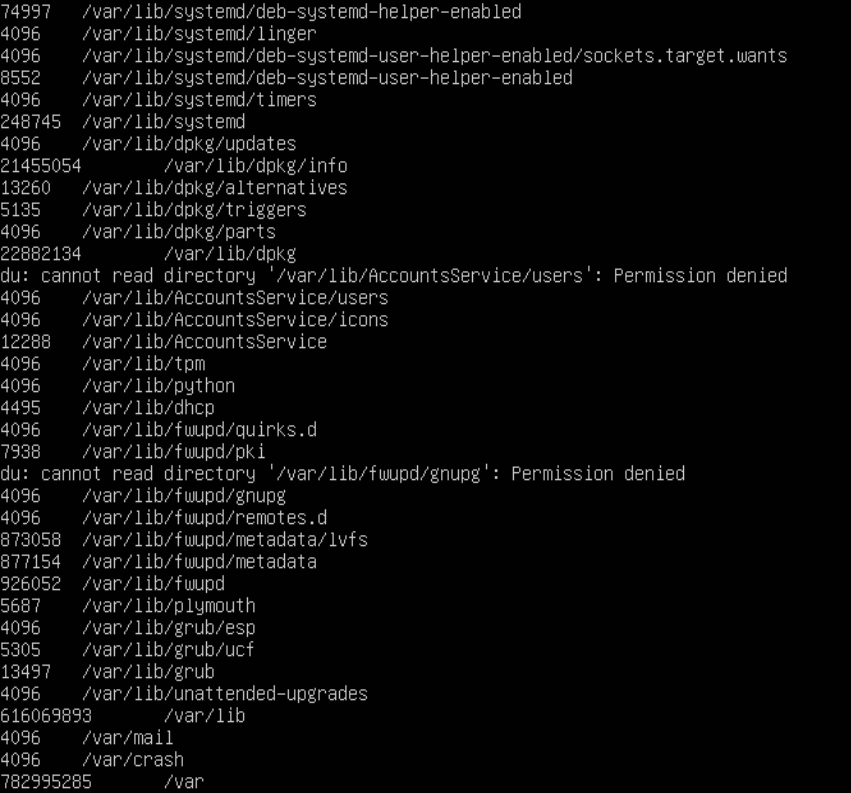 74997   /var/lib/systemd/deb-systemd-helper-enabled
4096    /var/lib/systemd/linger
4096    /var/lib/systemd/deb-systemd-user-helper-enabled/sockets.target.wants
8552    /var/lib/systemd/deb-systemd-user-helper-enabled
4096    /var/lib/systemd/timers
248745  /var/lib/systemd
4096    /var/lib/dpkg/updates
21455054        /var/lib/dpkg/info
13260   /var/lib/dpkg/alternatives
5135    /var/lib/dpkg/triggers
4096    /var/lib/dpkg/parts
22882134        /var/lib/dpkg
du: cannot read directory '/var/lib/AccountsService/users': Permission denied
4096    /var/lib/AccountsService/users
4096    /var/lib/AccountsService/icons
12288   /var/lib/AccountsService
4096    /var/lib/tpm
4096    /var/lib/python
4495    /var/lib/dhcp
4096    /var/lib/fwupd/quirks.d
7938    /var/lib/fwupd/pki
du: cannot read directory '/var/lib/fwupd/gnupg': Permission denied
4096    /var/lib/fwupd/gnupg
4096    /var/lib/fwupd/remotes.d
873058  /var/lib/fwupd/metadata/lvfs
877154  /var/lib/fwupd/metadata
926052  /var/lib/fwupd
5687    /var/lib/plymouth
4096    /var/lib/grub/esp
5305    /var/lib/grub/ucf
13497   /var/lib/grub
4096    /var/lib/unattended-upgrades
616069893       /var/lib
4096    /var/mail
4096    /var/crash
782995285       /var